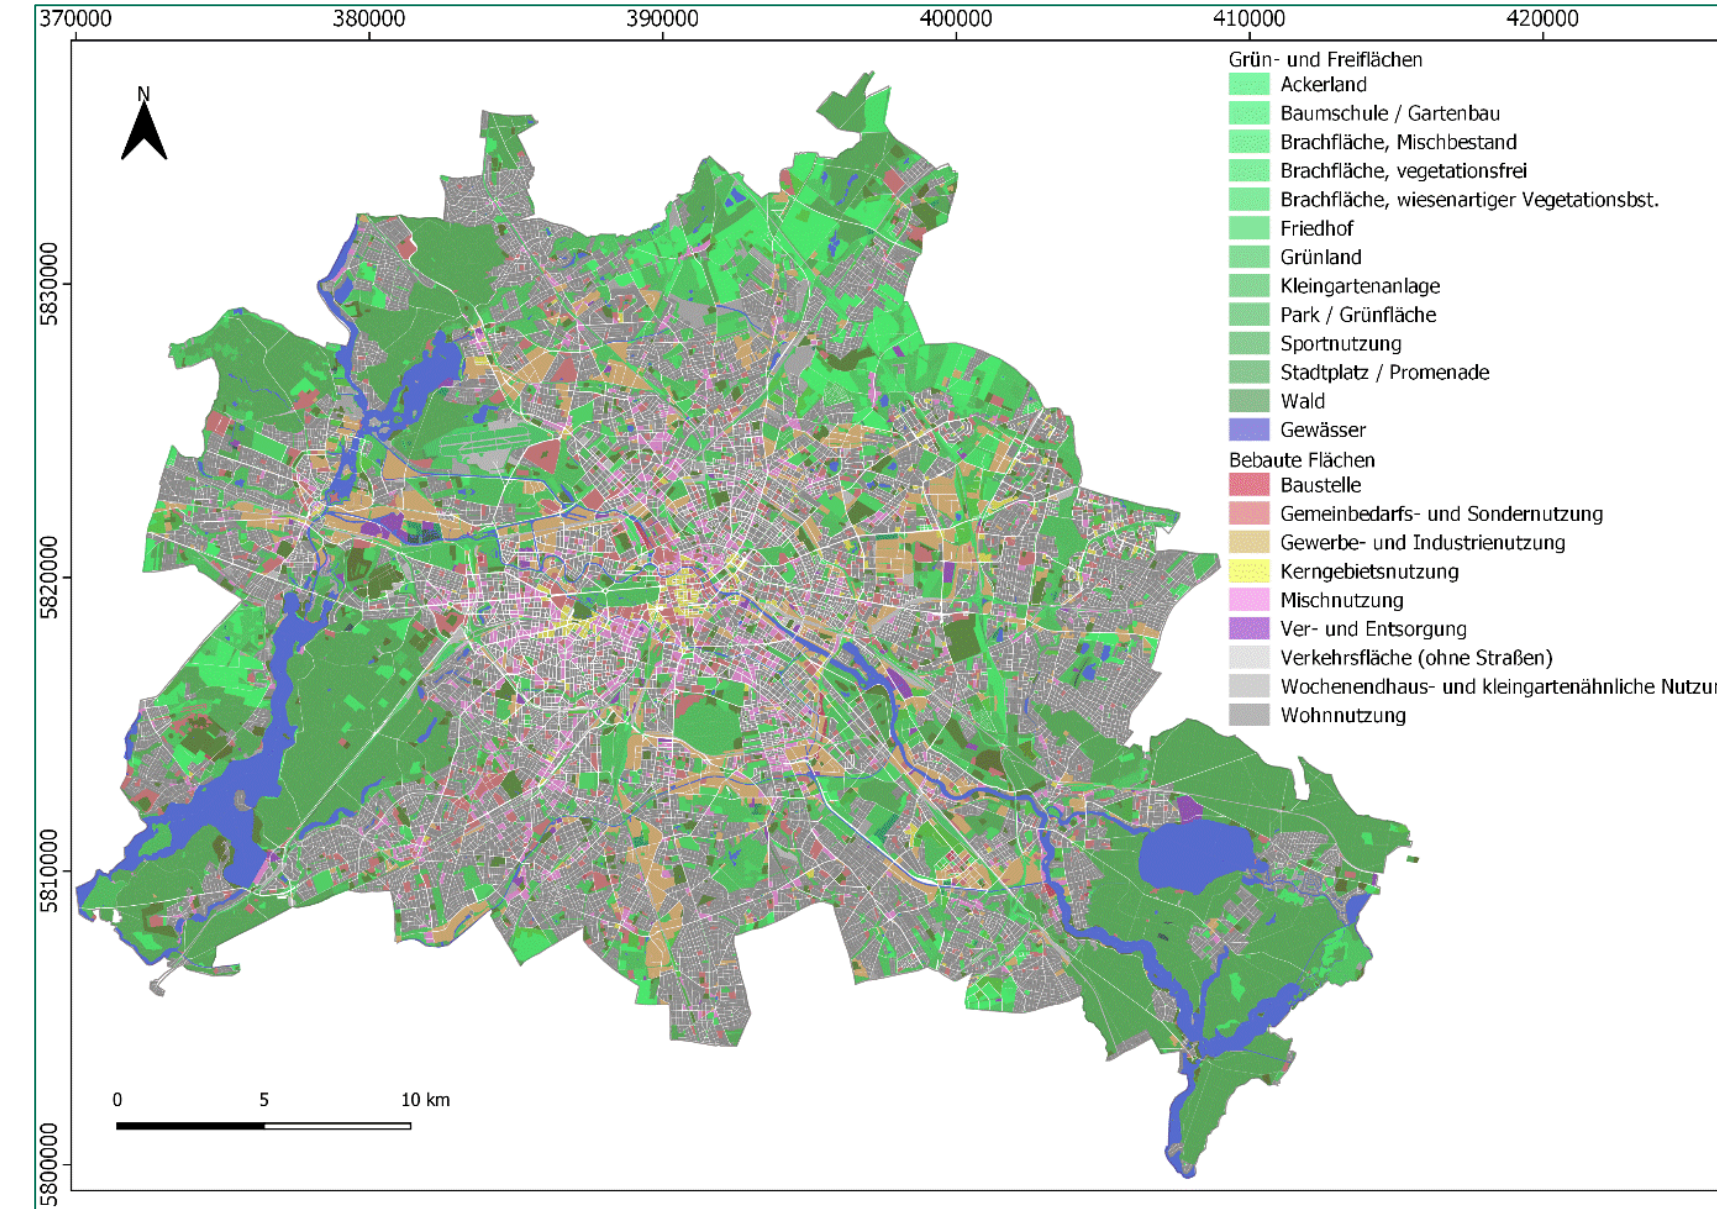 370000 380000 390000 400000 410000 420000
N
5830000
5820000
5810000
5800000
0 5 10 km
Grün- und Freiflächen
Ackerland
Baumschule / Gartenbau
Brachfläche, Mischbestand
Brachfläche, vegetationsfrei
Brachfläche, wiesenartiger Vegetationsbst.
Friedhof
Grünland
Kleingartenanlage
Park / Grünfläche
Sportnutzung
Stadtplatz / Promenade
Wald
Gewässer
Bebaute Flächen
Baustelle
Gemeinbedarfs- und Sondernutzung
Gewerbe- und Industrienutzung
Kerngebietsnutzung
Mischnutzung
Ver- und Entsorgung
Verkehrsfläche (ohne Straßen)
Wochenendhaus- und kleingartenähnliche Nutzu
Wohnnutzung